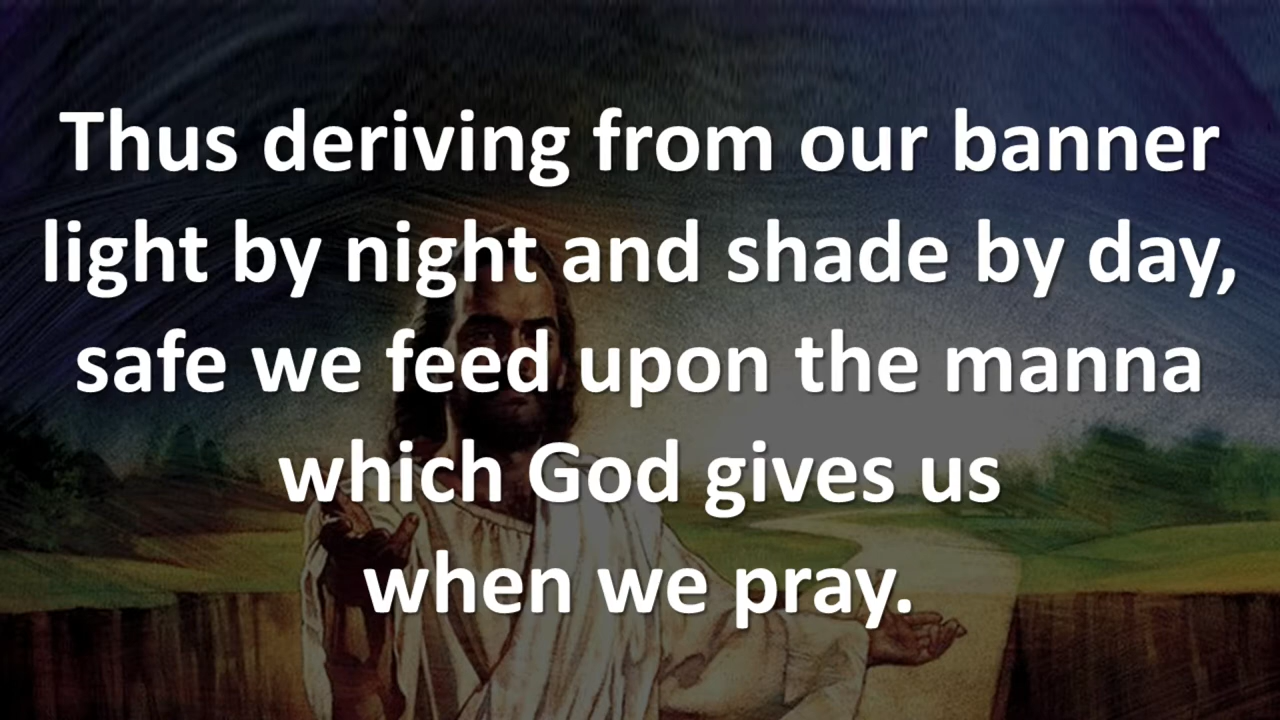 Thus deriving from our banner
light by night and shade by day,
safe we feed upon the manna
which God gives us
when we pray.